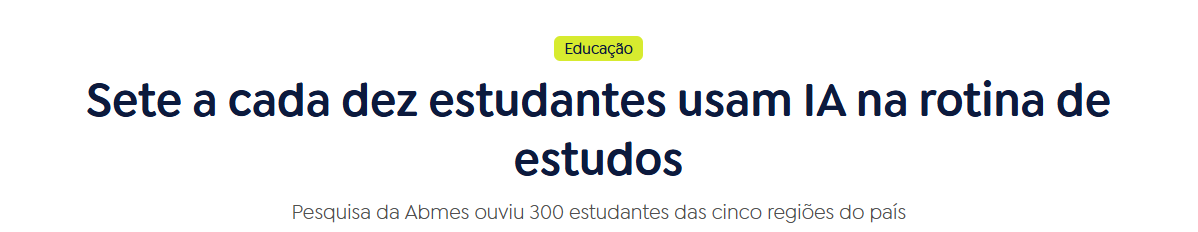 Educação
Sete a cada dez estudantes usam IA na rotina de
estudos
Pesquisa da Abmes ouviu 300 estudantes das cinco regiões do país